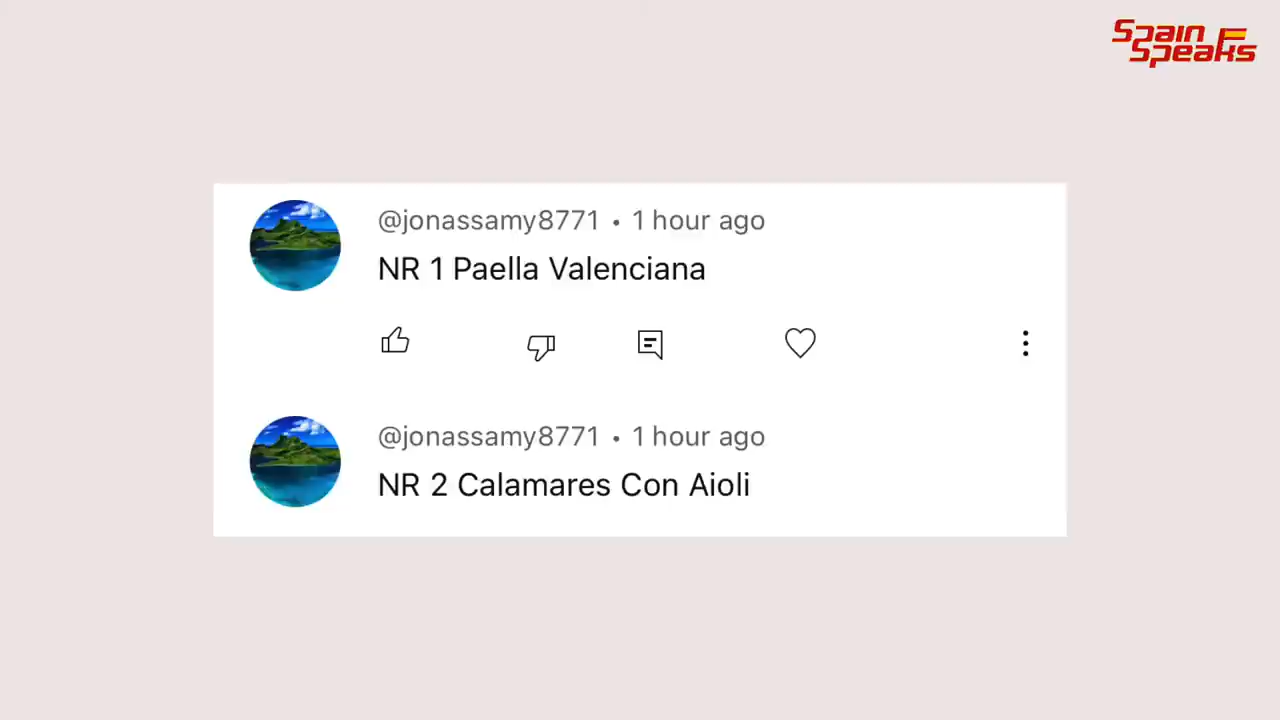 Spain
Speaks
@jonassamy8771 • 1 hour ago
NR 1 Paella Valenciana
@jonassamy8771 • 1 hour ago
NR 2 Calamares Con Aioli